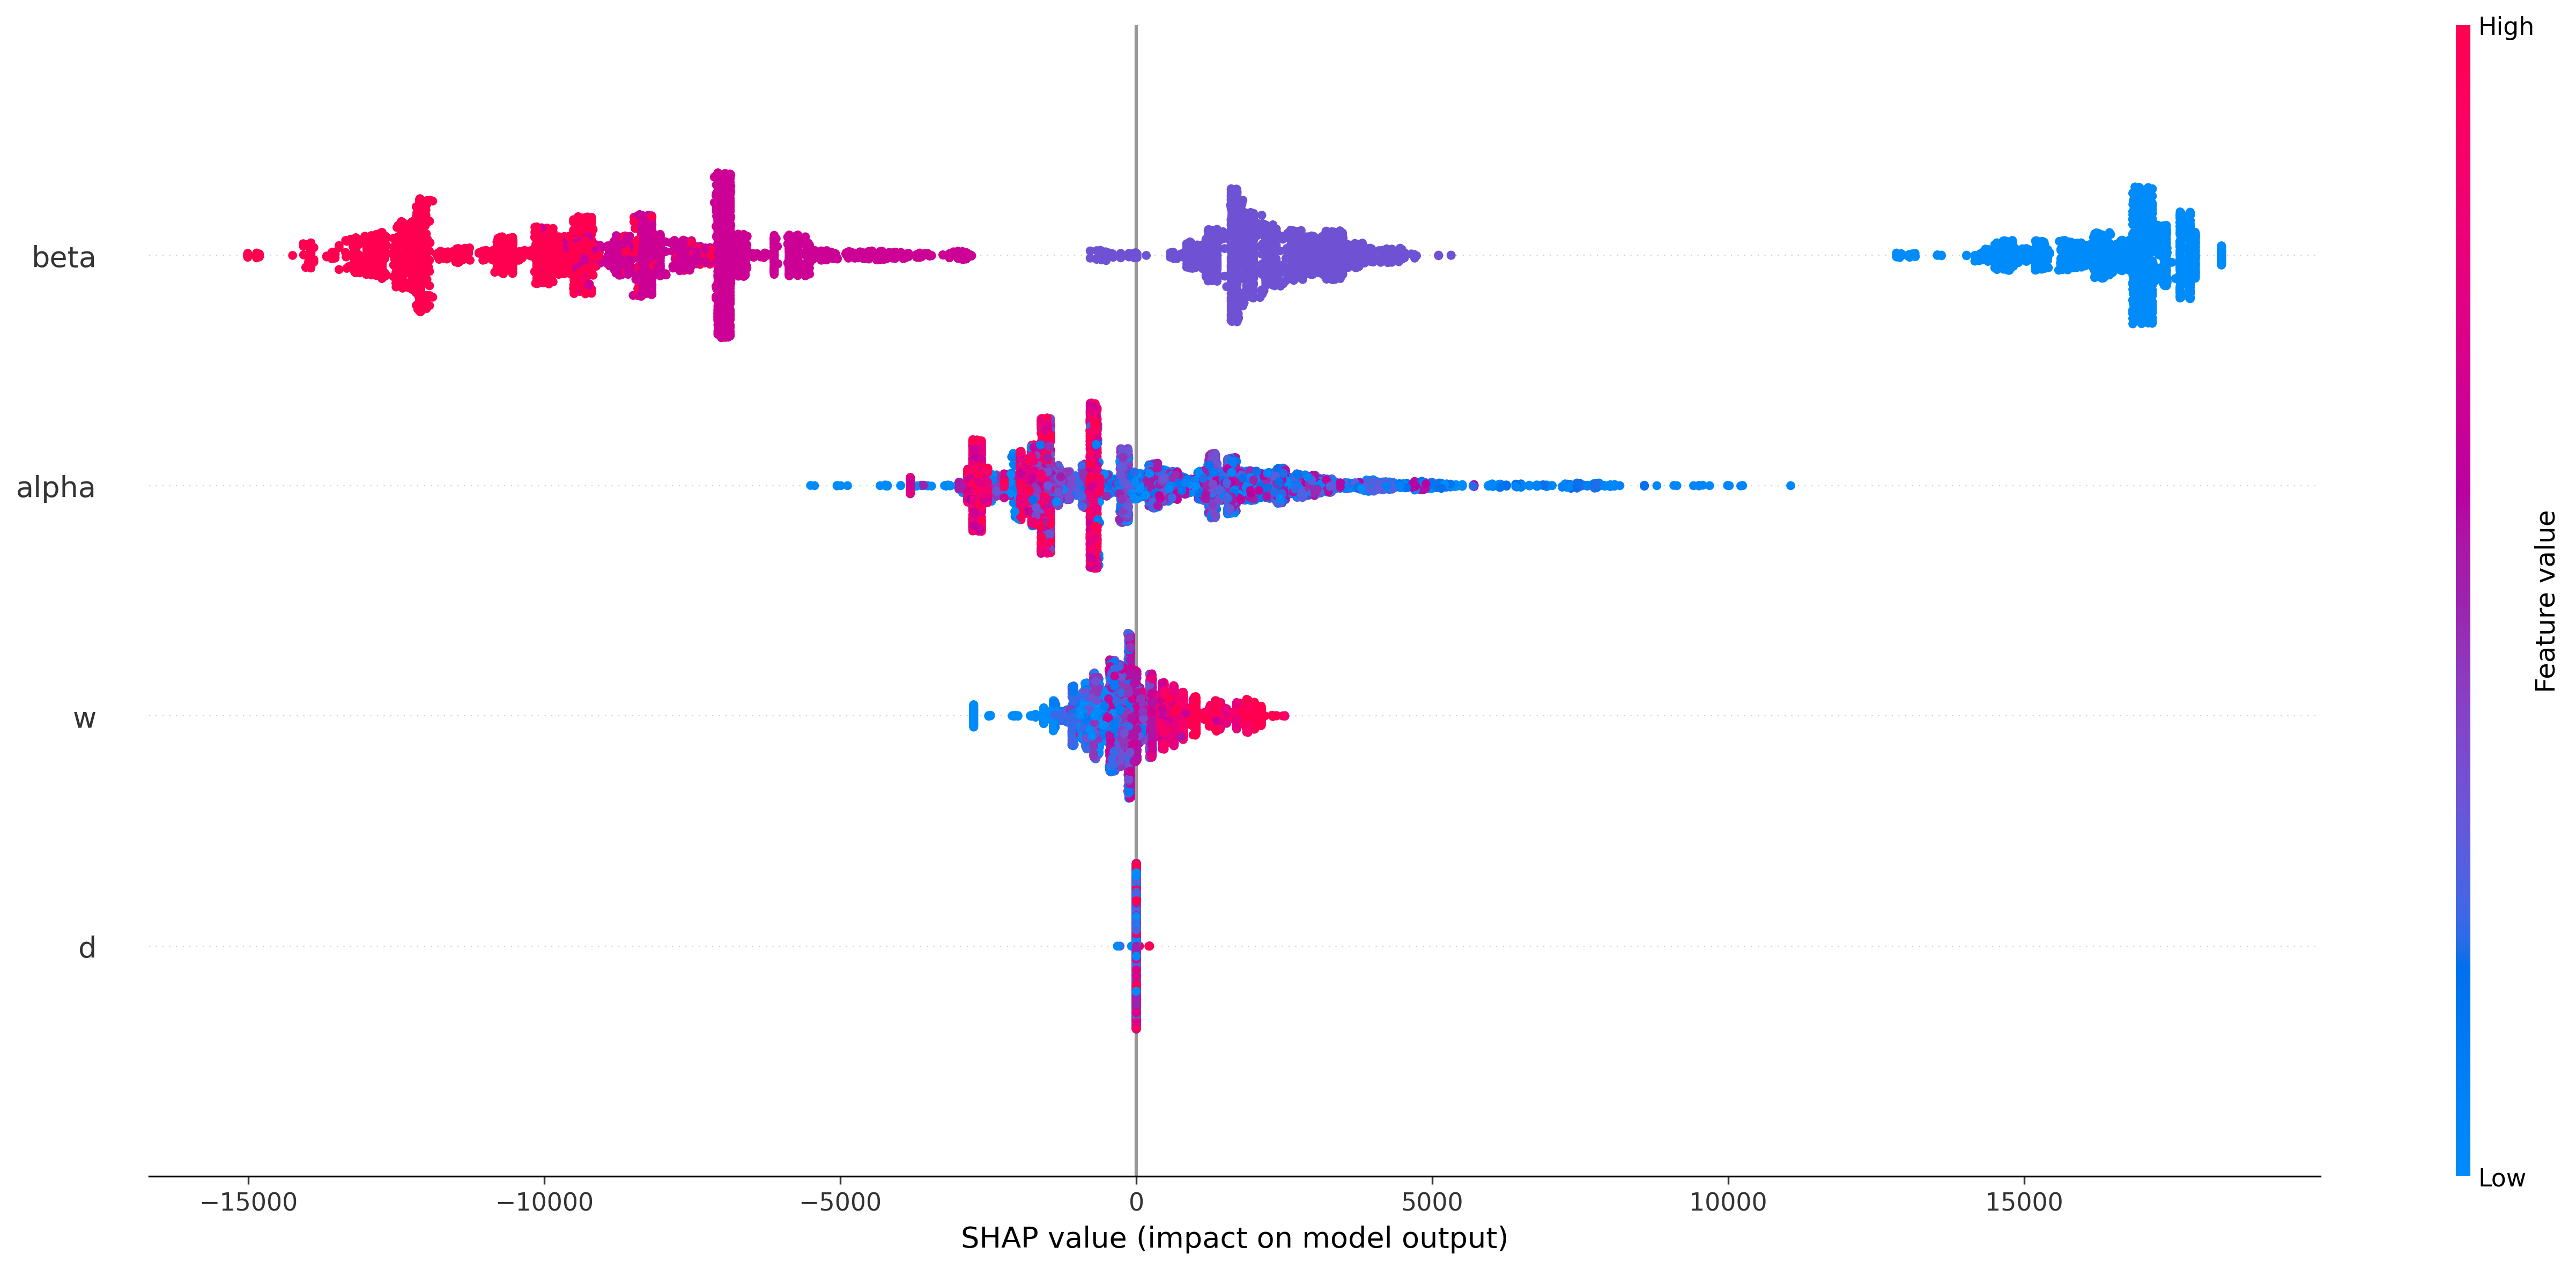 High
beta
alpha
w
d
Feature value
Low
−15000 −10000 −5000 0 5000 10000 15000
SHAP value (impact on model output)